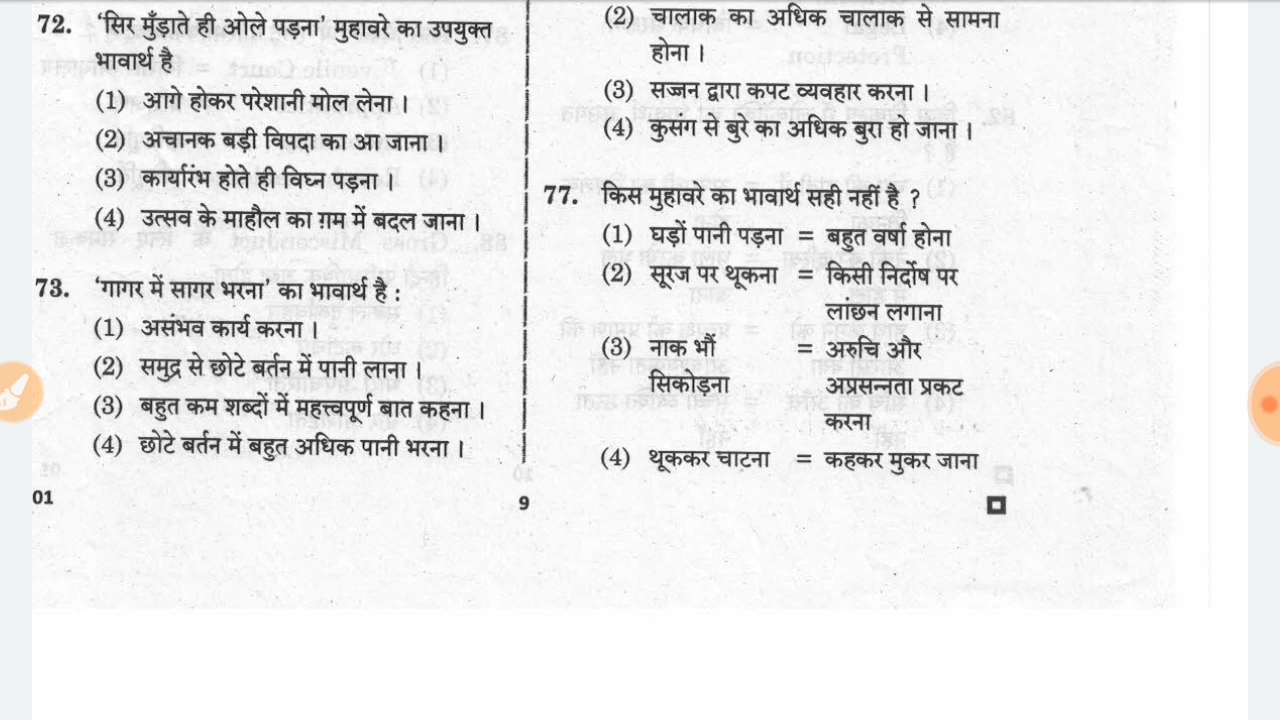 72. 'सिर मुँड़ाते ही ओले पड़ना' मुहावरे का उपयुक्त
भावार्थ है
(1) आगे होकर परेशानी मोल लेना ।
(2) अचानक बड़ी विपदा का आ जाना ।
(3) कार्यारंभ होते ही विघ्न पड़ना ।
(4) उत्सव के माहौल का ग़म में बदल जाना ।
73. 'गागर में सागर भरना' का भावार्थ है :
(1) असंभव कार्य करना ।
(2) समुद्र से छोटे बर्तन में पानी लाना ।
(3) बहुत कम शब्दों में महत्त्वपूर्ण बात कहना ।
(4) छोटे बर्तन में बहुत अधिक पानी भरना ।
01
(2) चालाक का अधिक चालाक से सामना
होना ।
(3) सज्जन द्वारा कपट व्यवहार करना ।
(4) कुसंग से बुरे का अधिक बुरा हो जाना ।
77. किस मुहावरे का भावार्थ सही नहीं है ?
(1) घड़ों पानी पड़ना = बहुत वर्षा होना
(2) सूरज पर थूकना = किसी निर्दोष पर
लांछन लगाना
(3) नाक भौं = अरुचि और
सिकोड़ना अप्रसन्नता प्रकट
करना
(4) थूककर चाटना = कहकर मुकर जाना
9